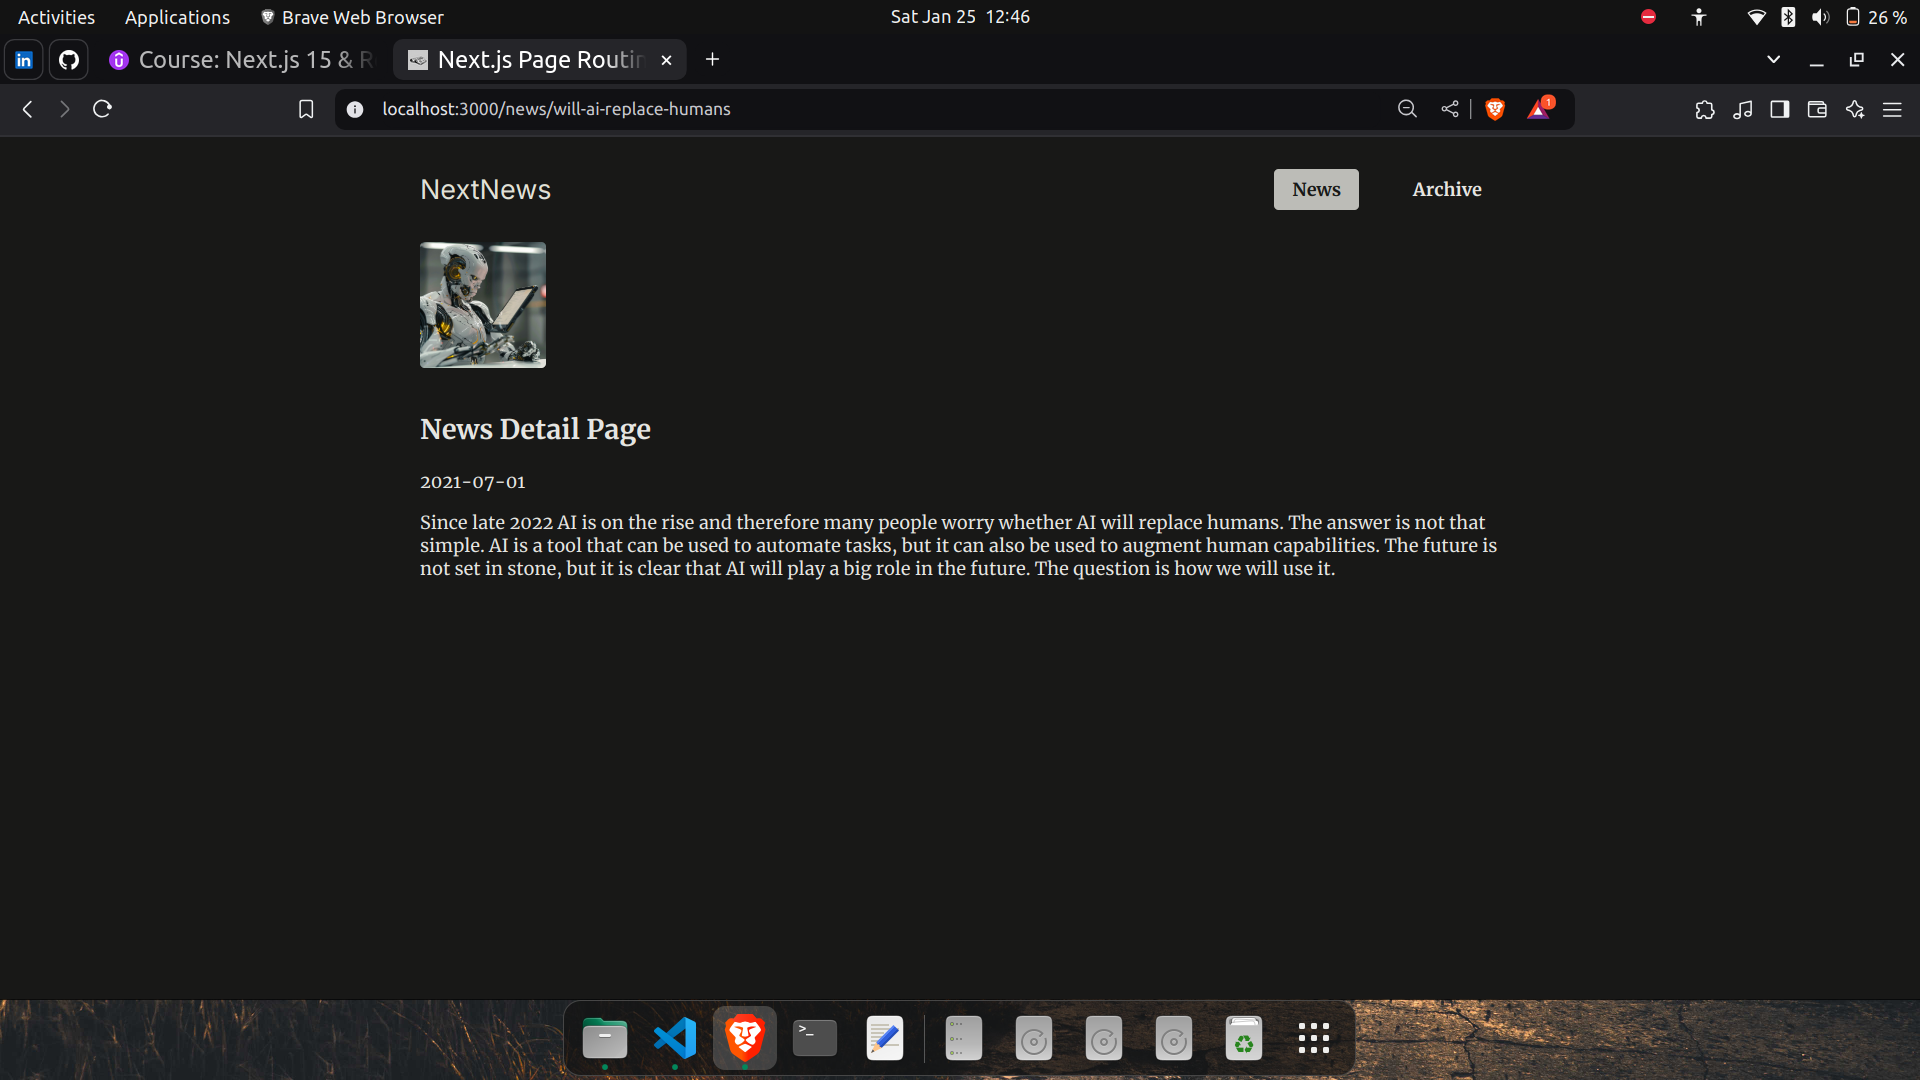 Activities Applications Brave Web Browser Sat Jan 25 12:46 26 %
in Course: Next.js 15 & R Next.js Page Routin
localhost:3000/news/will-ai-replace-humans 1
NextNews News Archive
News Detail Page
2021-07-01
Since late 2022 AI is on the rise and therefore many people worry whether AI will replace humans. The answer is not that
simple. AI is a tool that can be used to automate tasks, but it can also be used to augment human capabilities. The future is
not set in stone, but it is clear that AI will play a big role in the future. The question is how we will use it.
>_